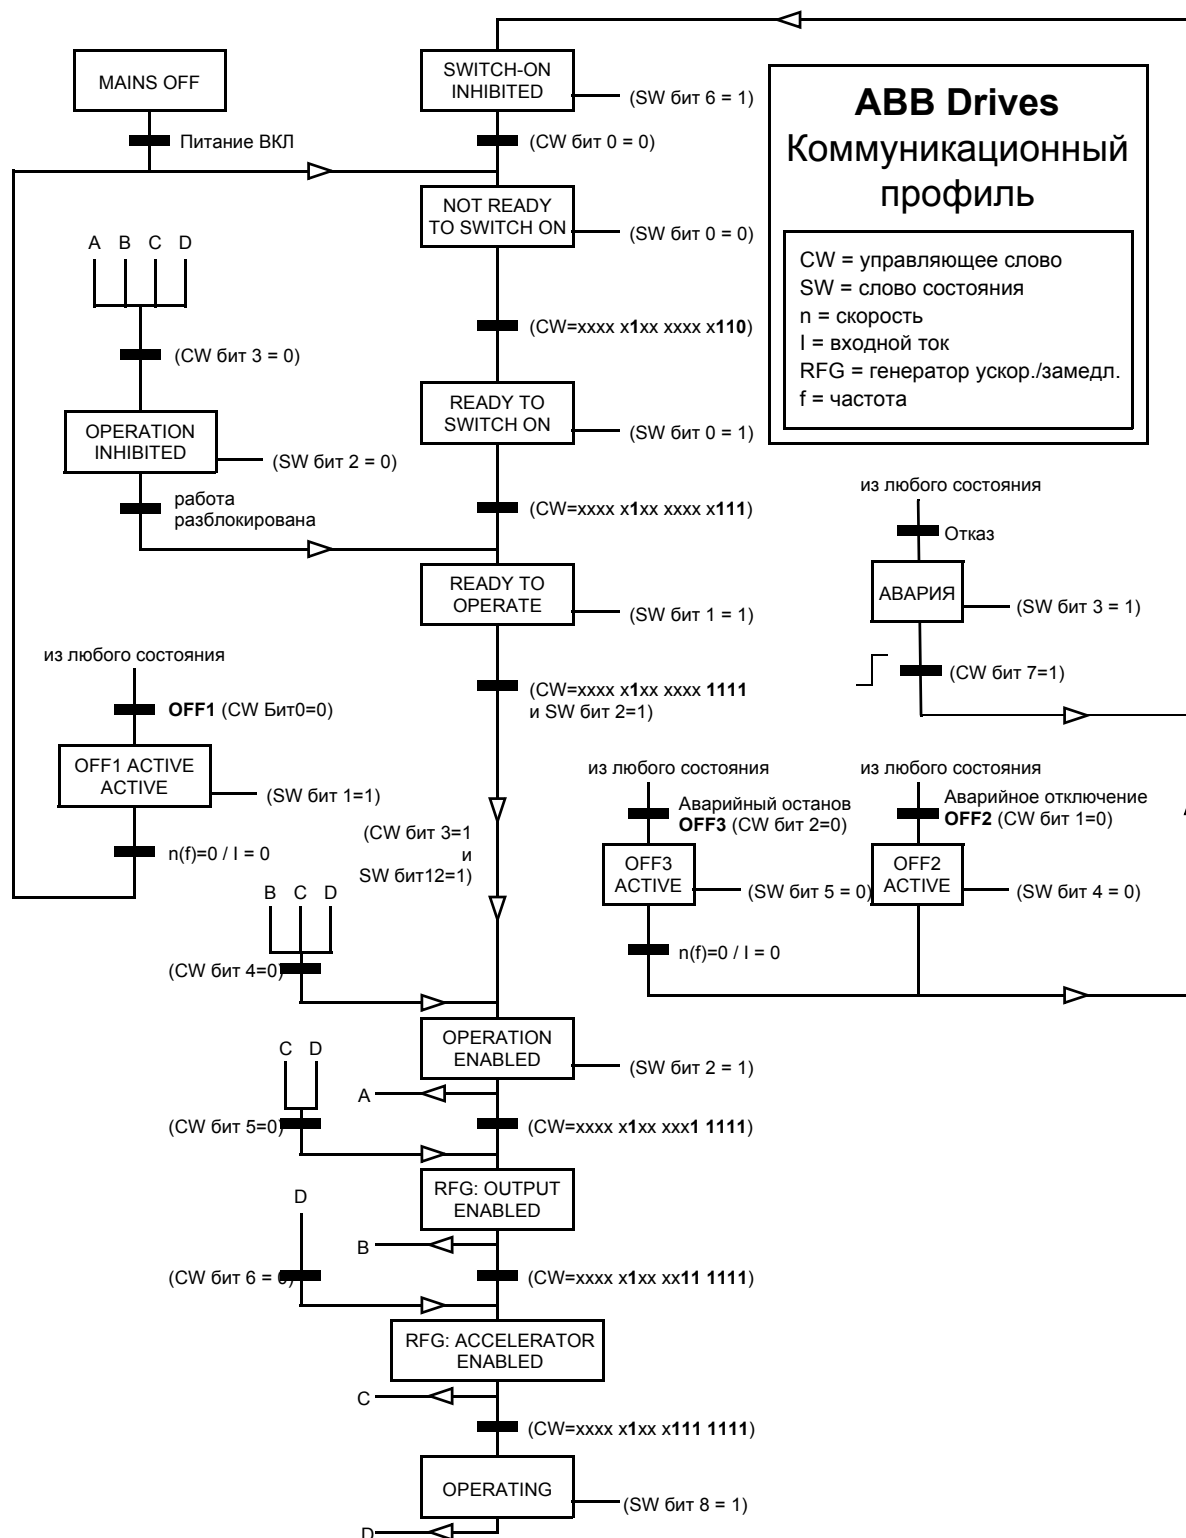 MAINS OFF
Питание ВКЛ
SWITCH-ON
INHIBITED
(SW бит 6 = 1)
(CW бит 0 = 0)
ABB Drives
Коммуникационный
профиль
CW = управляющее слово
SW = слово состояния
n = скорость
I = входной ток
RFG = генератор ускор./замедл.
f = частота
NOT READY
TO SWITCH ON
(SW бит 0 = 0)
A B C D
(CW бит 3 = 0)
(CW=xxxx x1xx xxxx x110)
OPERATION
INHIBITED
(SW бит 2 = 0)
READY TO
SWITCH ON
(SW бит 0 = 1)
работа
разблокирована
(CW=xxxx x1xx xxxx x111)
из любого состояния
Отказ
АВАРИЯ
(SW бит 3 = 1)
(CW бит 7=1)
READY TO
OPERATE
(SW бит 1 = 1)
из любого состояния
OFF1 (CW Бит0=0)
(CW=xxxx x1xx xxxx 1111
и SW бит 2=1)
OFF1 ACTIVE
ACTIVE
(SW бит 1=1)
n(f)=0 / I = 0
(CW бит 3=1
и
SW бит12=1)
из любого состояния
Аварийный останов
OFF3 (CW бит 2=0)
OFF3
ACTIVE
(SW бит 5 = 0)
n(f)=0 / I = 0
из любого состояния
Аварийное отключение
OFF2 (CW бит 1=0)
OFF2
ACTIVE
(SW бит 4 = 0)
B C D
(CW бит 4=0)
OPERATION
ENABLED
(SW бит 2 = 1)
C D
A
(CW бит 5=0)
(CW=xxxx x1xx xxx1 1111)
RFG: OUTPUT
ENABLED
D
B
(CW бит 6 = 0)
(CW=xxxx x1xx xx11 1111)
RFG: ACCELERATOR
ENABLED
C
(CW=xxxx x1xx x111 1111)
OPERATING
(SW бит 8 = 1)
D